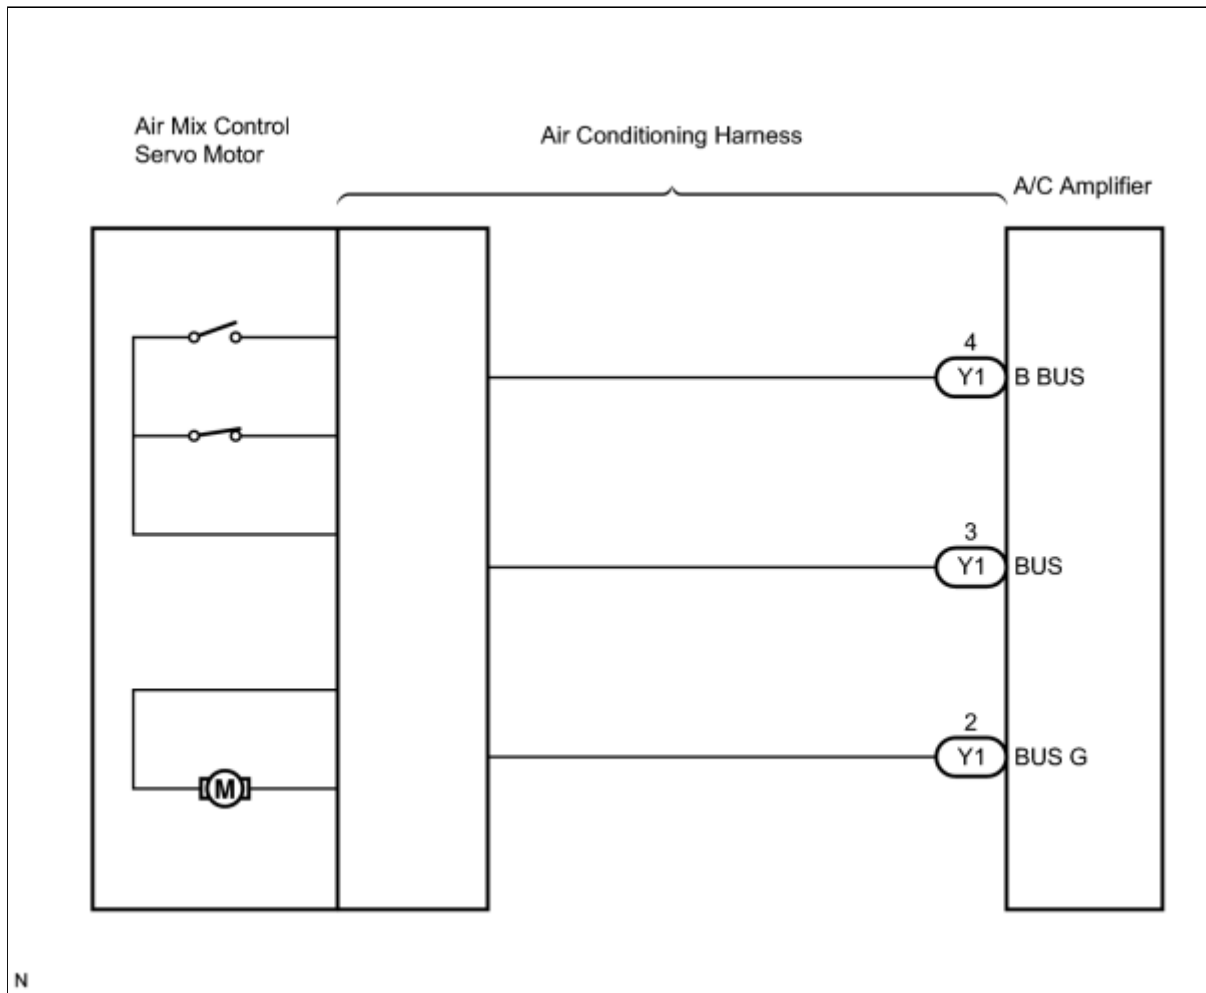 Air Mix Control
Servo Motor
Air Conditioning Harness
A/C Amplifier
4
Y1 B BUS
3
Y1 BUS
2
Y1 BUS G
M
N